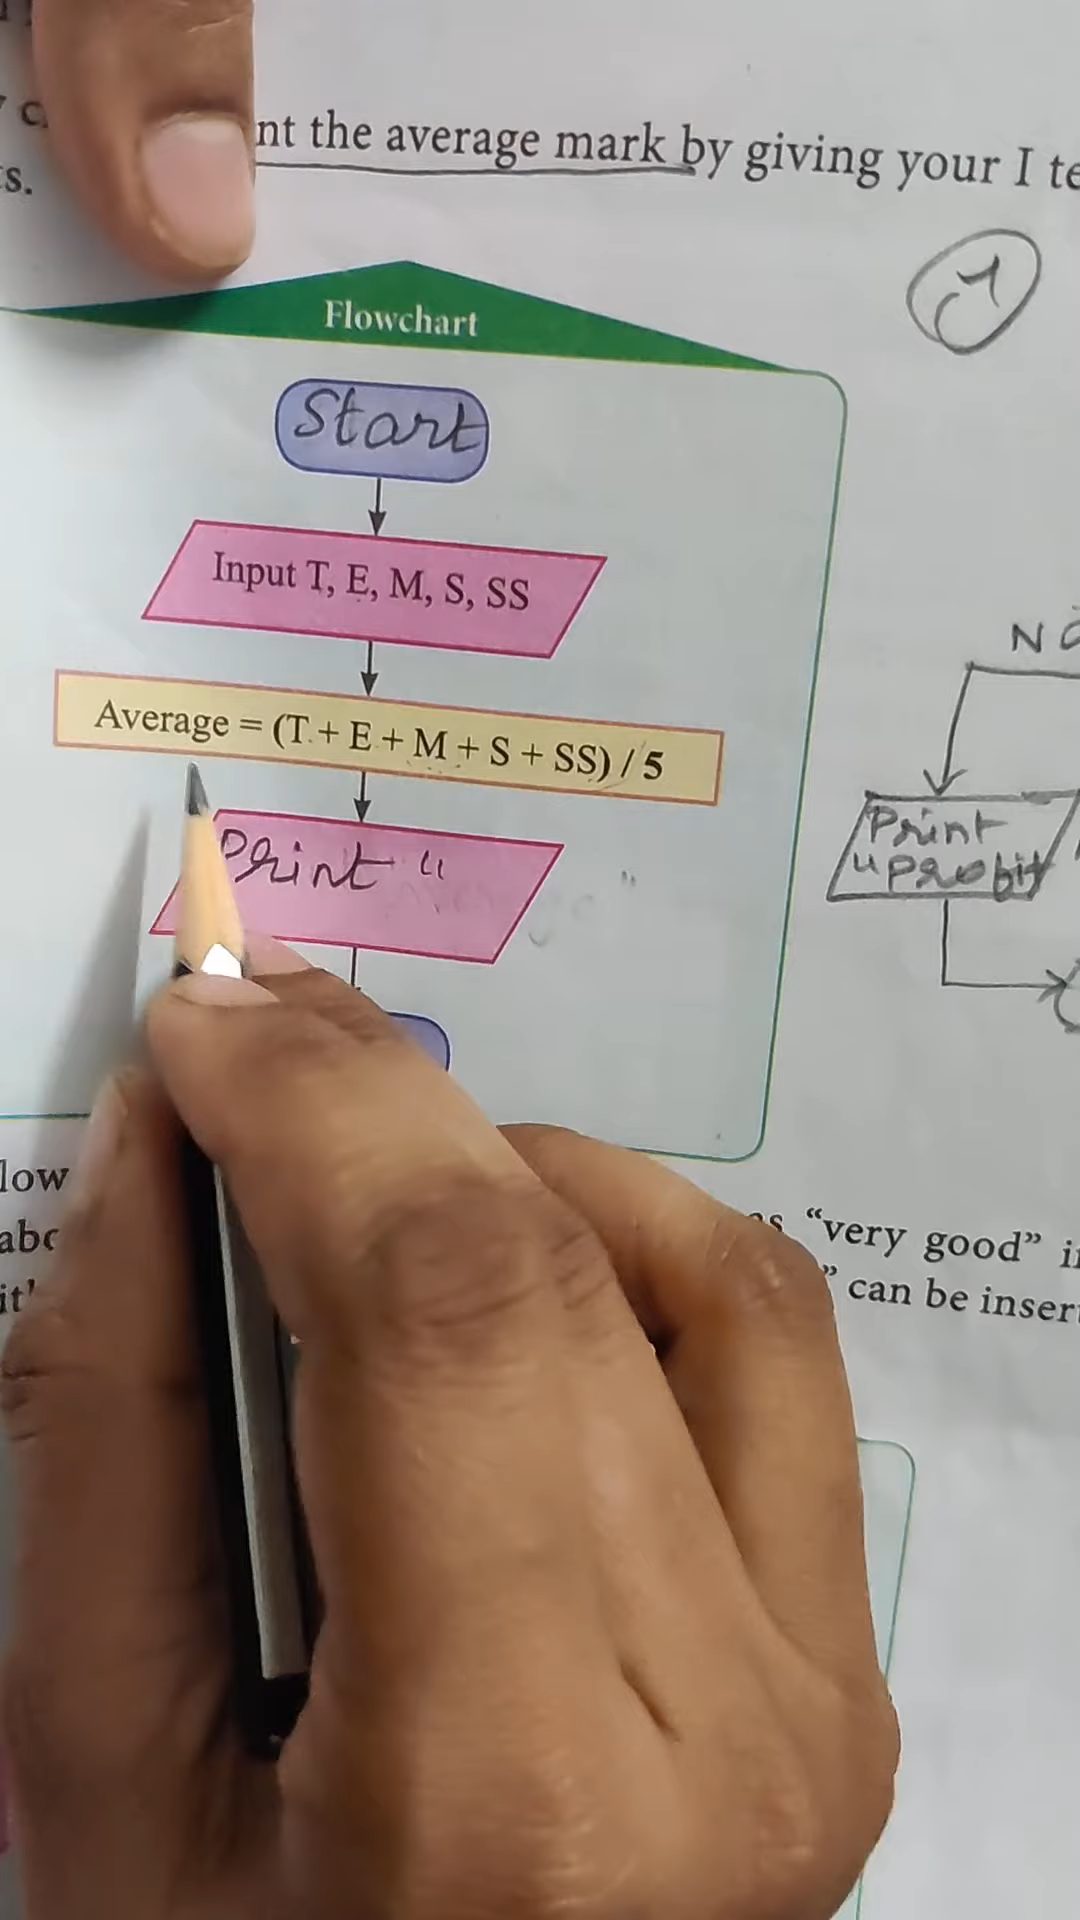 nt the average mark by giving your I te
s.
Flowchart
Start
Input T, E, M, S, SS
Average = (T + E + M + S + SS) / 5
Print "
"
NO
Print
"Profit
low
"very good" i
" can be inser